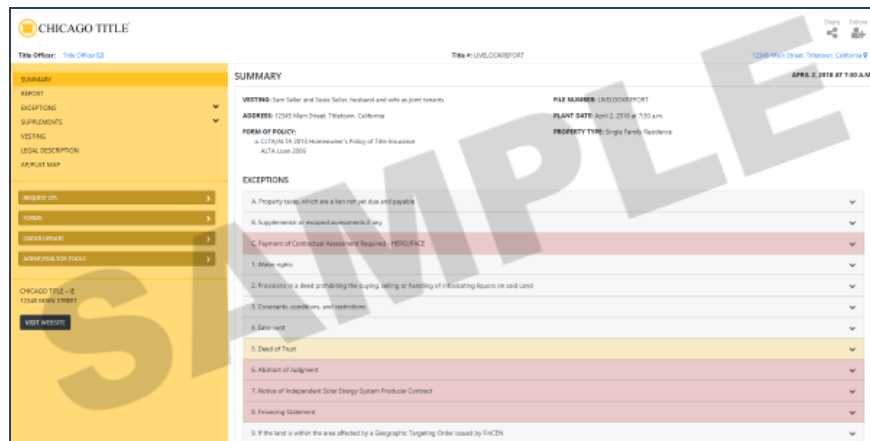 CHICAGO TITLE
Share Follow
Title Officer: Title Officer
Title #: LIVELOOKREPORT
12345 Main Street, Titletown, California
SUMMARY
REPORT
EXCEPTIONS
SUPPLEMENTS
VESTING
LEGAL DESCRIPTION
AP/PLAT MAP
REQUEST CPL
FORMS
ORDER UPDATE
AGENT/REALTOR TOOLS
CHICAGO TITLE - IE
12345 MAIN STREET
VISIT WEBSITE
SUMMARY
APRIL 2, 2018 AT 7:30 A.M
VESTING: Sam Seller and Susie Seller, husband and wife as joint tenants
ADDRESS: 12345 Main Street, Titletown, California
FORM OF POLICY:
a. CLTA/ALTA 2013 Homeowner's Policy of Title Insurance
ALTA Loan 2006
FILE NUMBER: LIVELOOKREPORT
PLANT DATE: April 2, 2018 at 7:30 a.m.
PROPERTY TYPE: Single Family Residence
EXCEPTIONS
A. Property taxes, which are a lien not yet due and payable
B. Supplemental or escaped assessments if any
C. Payment of Contractual Assessment Required - HERO/PACE
1. Water rights
2. Provisions in a deed prohibiting the buying, selling or handling of intoxicating liquors on said Land
3. Covenants, conditions, and restrictions
4. Easement
5. Deed of Trust
6. Abstract of Judgment
7. Notice of Independent Solar Energy System Producer Contract
8. Financing Statement
9. If the land is within the area affected by a Geographic Targeting Order issued by FinCEN
SAMPLE